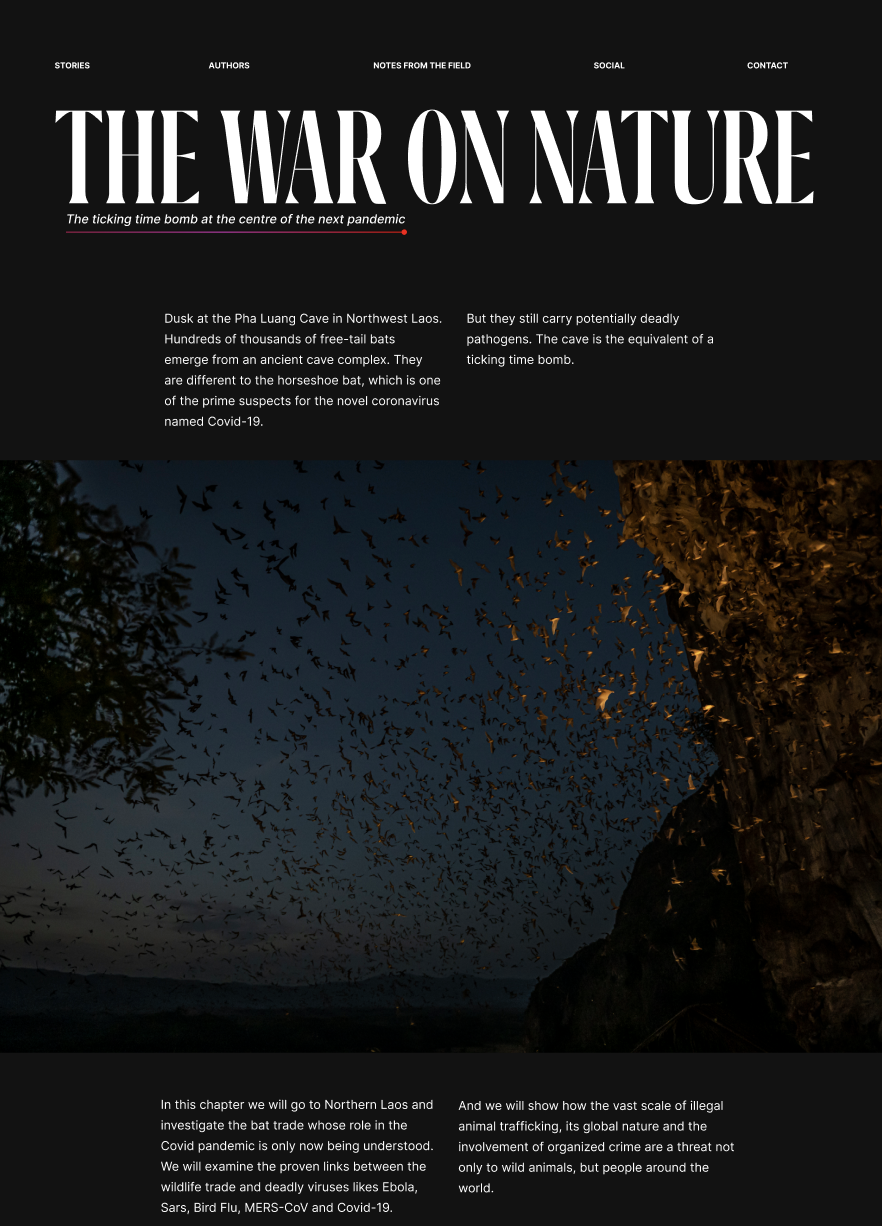 STORIES
AUTHORS
NOTES FROM THE FIELD
SOCIAL
CONTACT
THE WAR ON NATURE
The ticking time bomb at the centre of the next pandemic
Dusk at the Pha Luang Cave in Northwest Laos.
Hundreds of thousands of free-tail bats
emerge from an ancient cave complex. They
are different to the horseshoe bat, which is one
of the prime suspects for the novel coronavirus
named Covid-19.
But they still carry potentially deadly
pathogens. The cave is the equivalent of a
ticking time bomb.
In this chapter we will go to Northern Laos and
investigate the bat trade whose role in the
Covid pandemic is only now being understood.
We will examine the proven links between the
wildlife trade and deadly viruses likes Ebola,
Sars, Bird Flu, MERS-CoV and Covid-19.
And we will show how the vast scale of illegal
animal trafficking, its global nature and the
involvement of organized crime are a threat not
only to wild animals, but people around the
world.